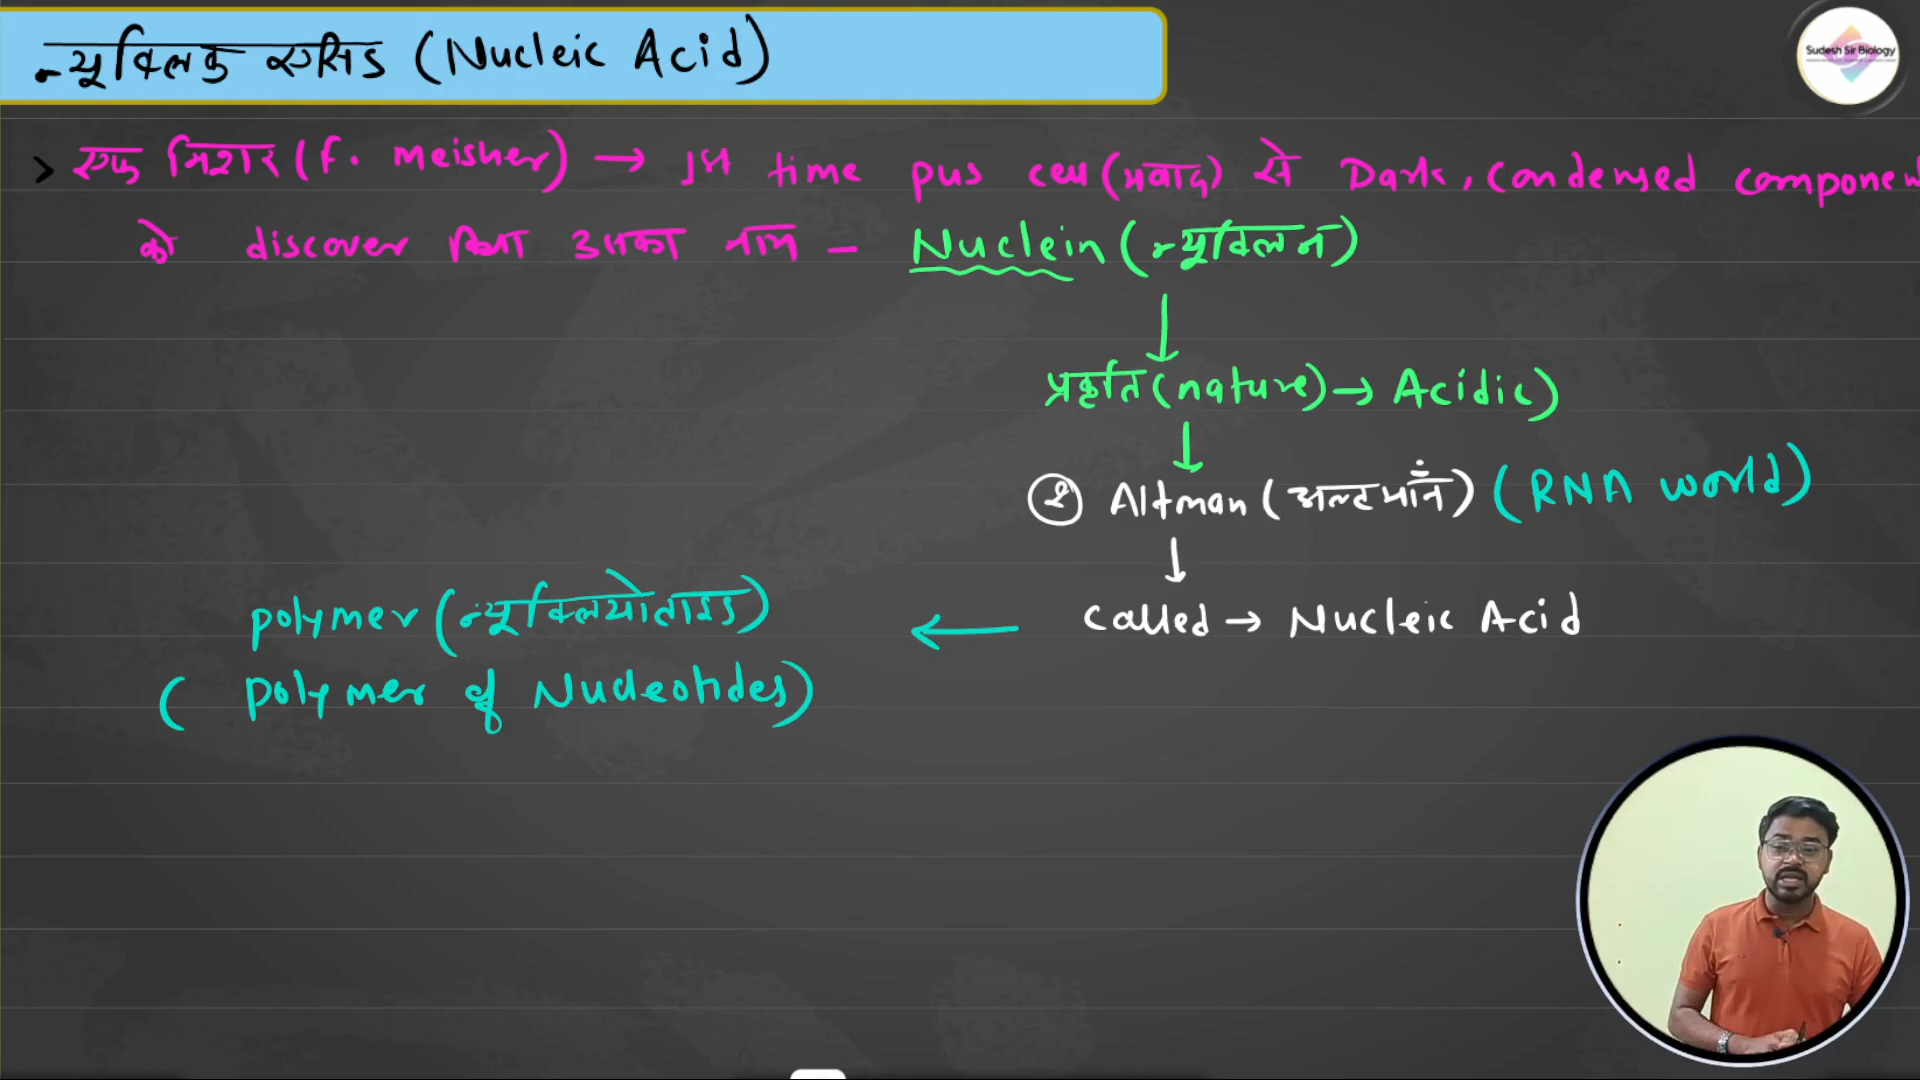 न्यूक्लिक एसिड (Nucleic Acid)
Sudesh Sir Biology
> एफ मिशर (F. meisher) → 1st time pus cell (मवाद) से Dark, Condensed component
को discover किया उसका नाम – Nuclein (न्यूक्लिन)
↓
प्रकृति (nature) → Acidic)
↓
② Altman (अल्टमॉन) (RNA world)
↓
called → Nucleic Acid
← polymer (न्यूक्लियोटाइड)
( polymer of Nucleotides)